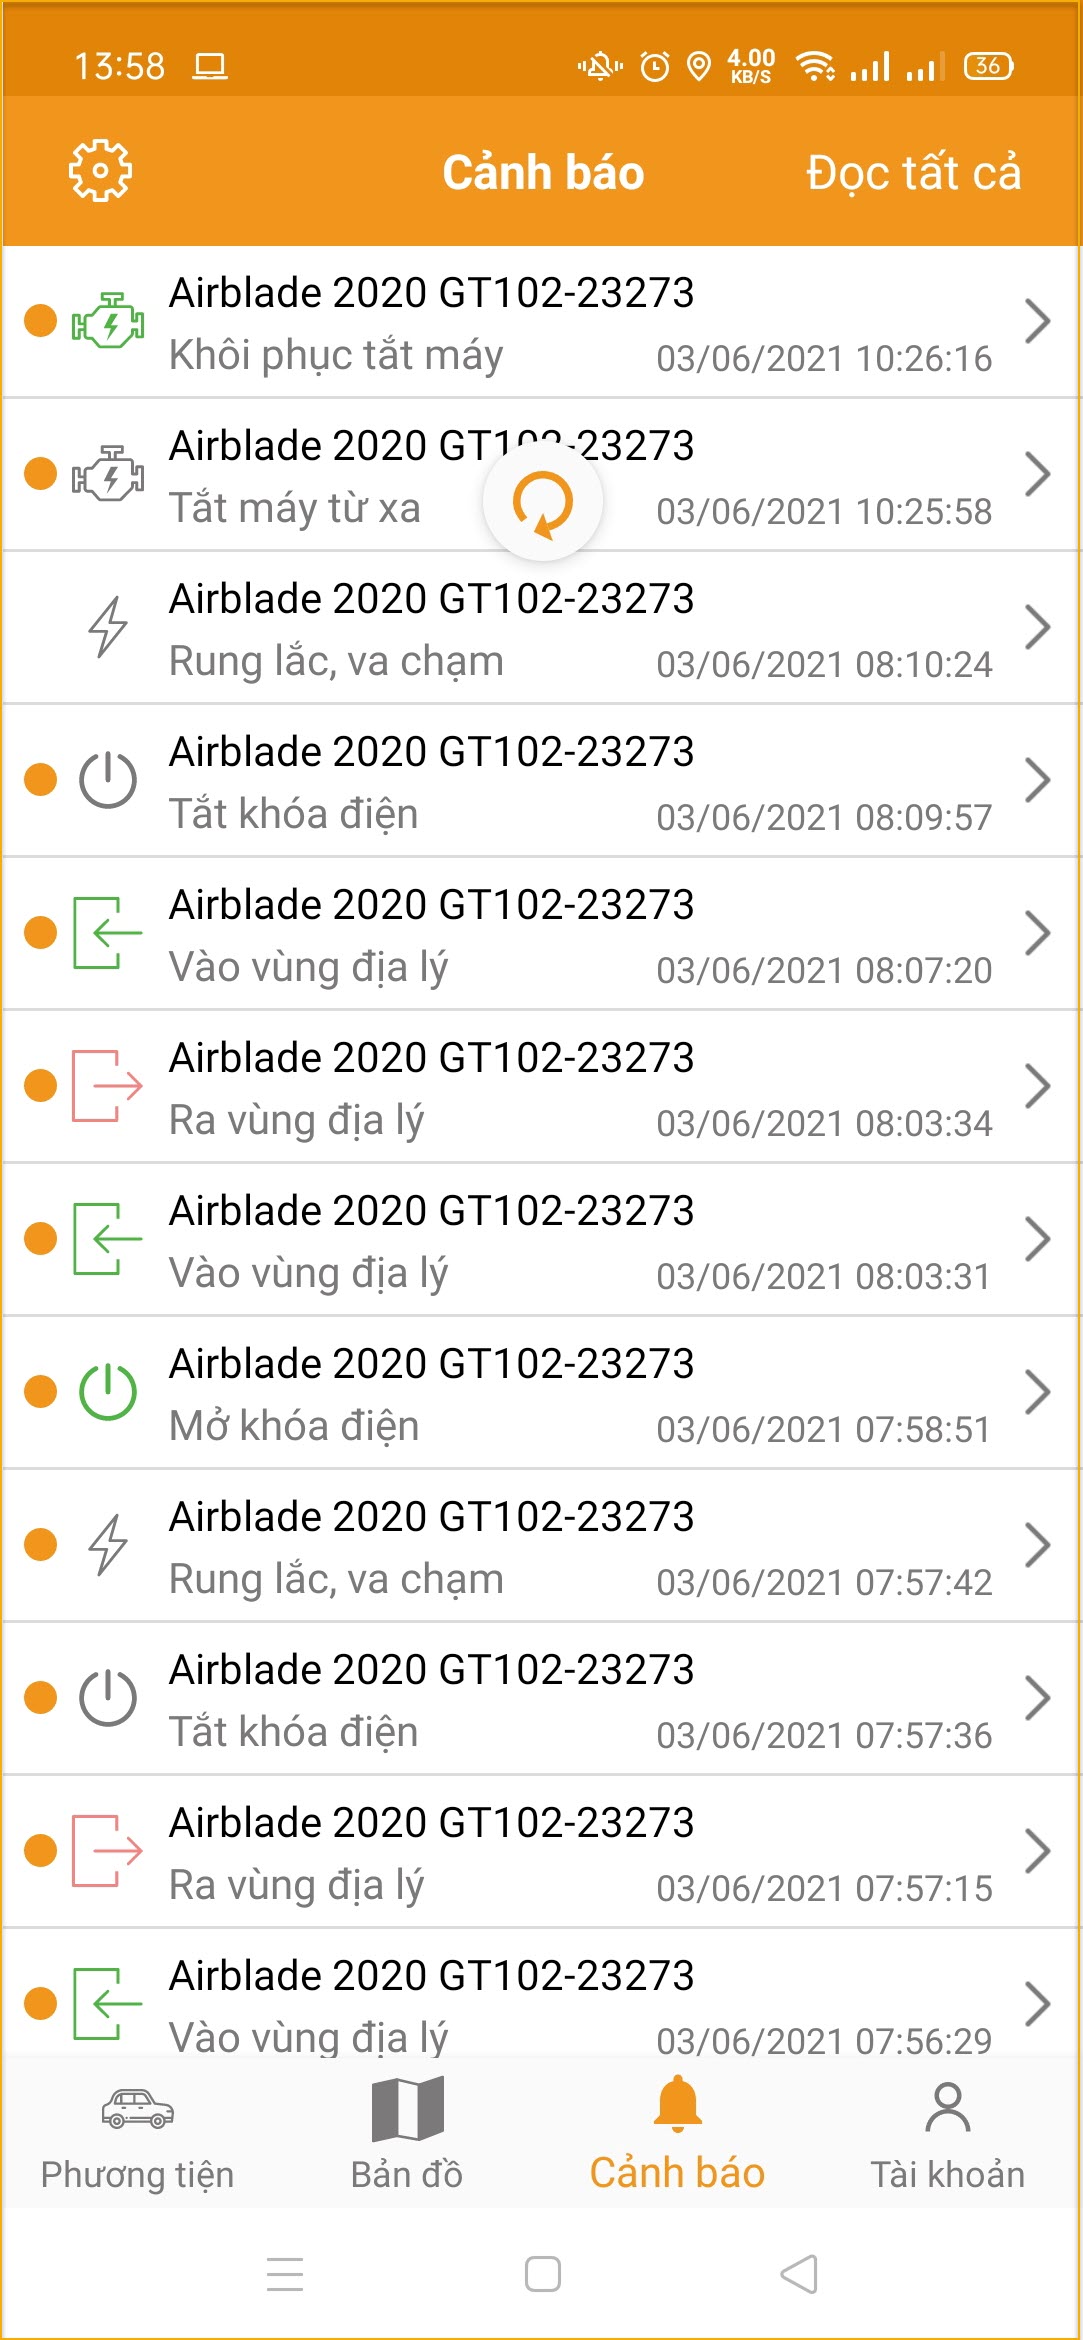 13:58 4.00 KB/S 36
Cảnh báo Đọc tất cả
Airblade 2020 GT102-23273
Khôi phục tắt máy 03/06/2021 10:26:16
Airblade 2020 GT102-23273
Tắt máy từ xa 03/06/2021 10:25:58
Airblade 2020 GT102-23273
Rung lắc, va chạm 03/06/2021 08:10:24
Airblade 2020 GT102-23273
Tắt khóa điện 03/06/2021 08:09:57
Airblade 2020 GT102-23273
Vào vùng địa lý 03/06/2021 08:07:20
Airblade 2020 GT102-23273
Ra vùng địa lý 03/06/2021 08:03:34
Airblade 2020 GT102-23273
Vào vùng địa lý 03/06/2021 08:03:31
Airblade 2020 GT102-23273
Mở khóa điện 03/06/2021 07:58:51
Airblade 2020 GT102-23273
Rung lắc, va chạm 03/06/2021 07:57:42
Airblade 2020 GT102-23273
Tắt khóa điện 03/06/2021 07:57:36
Airblade 2020 GT102-23273
Ra vùng địa lý 03/06/2021 07:57:15
Airblade 2020 GT102-23273
Vào vùng địa lý 03/06/2021 07:56:29
Phương tiện Bản đồ Cảnh báo Tài khoản